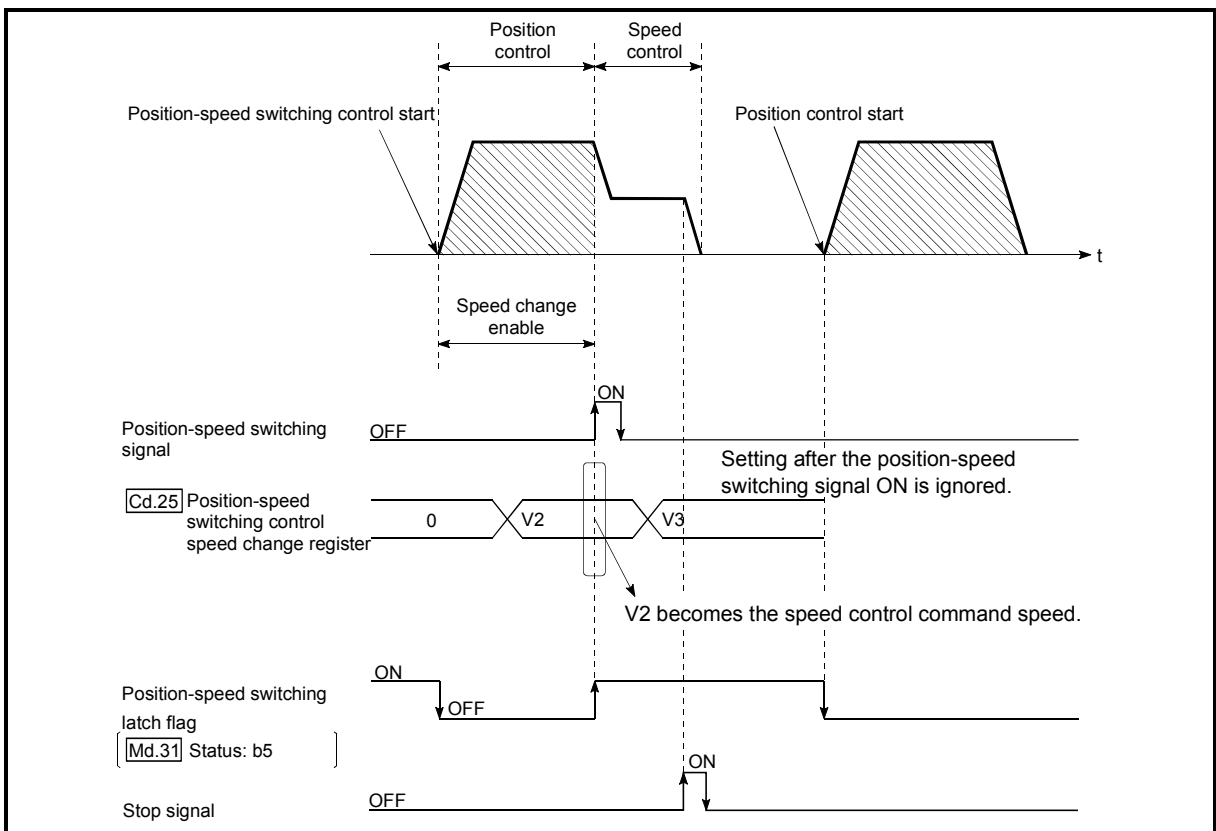 Position
control
Speed
control
Position-speed switching control start
Position control start
t
Speed change
enable
ON
Position-speed switching
signal
OFF
Setting after the position-speed
switching signal ON is ignored.
Cd.25 Position-speed
switching control
speed change register
0
V2
V3
V2 becomes the speed control command speed.
ON
Position-speed switching
latch flag
OFF
Md.31 Status: b5
ON
Stop signal
OFF